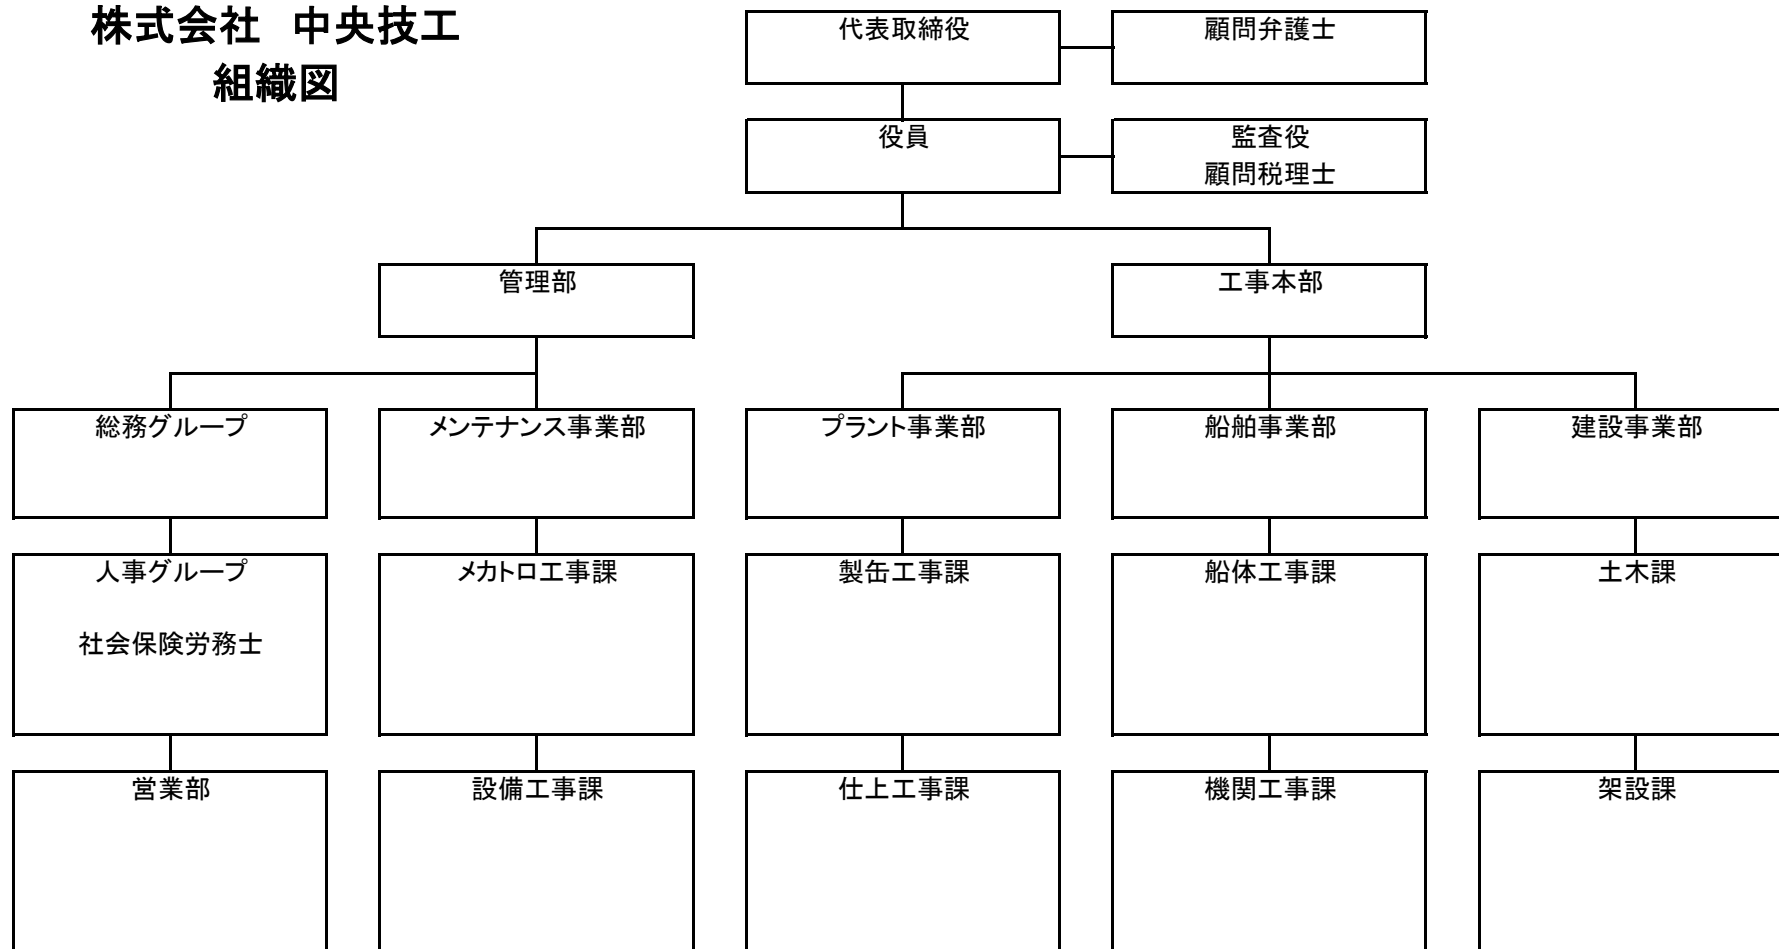 株式会社　中央技工
組織図
代表取締役
顧問弁護士
役員
監査役
顧問税理士
管理部
工事本部
総務グループ
メンテナンス事業部
プラント事業部
船舶事業部
建設事業部
人事グループ
社会保険労務士
メカトロ工事課
製缶工事課
船体工事課
土木課
営業部
設備工事課
仕上工事課
機関工事課
架設課